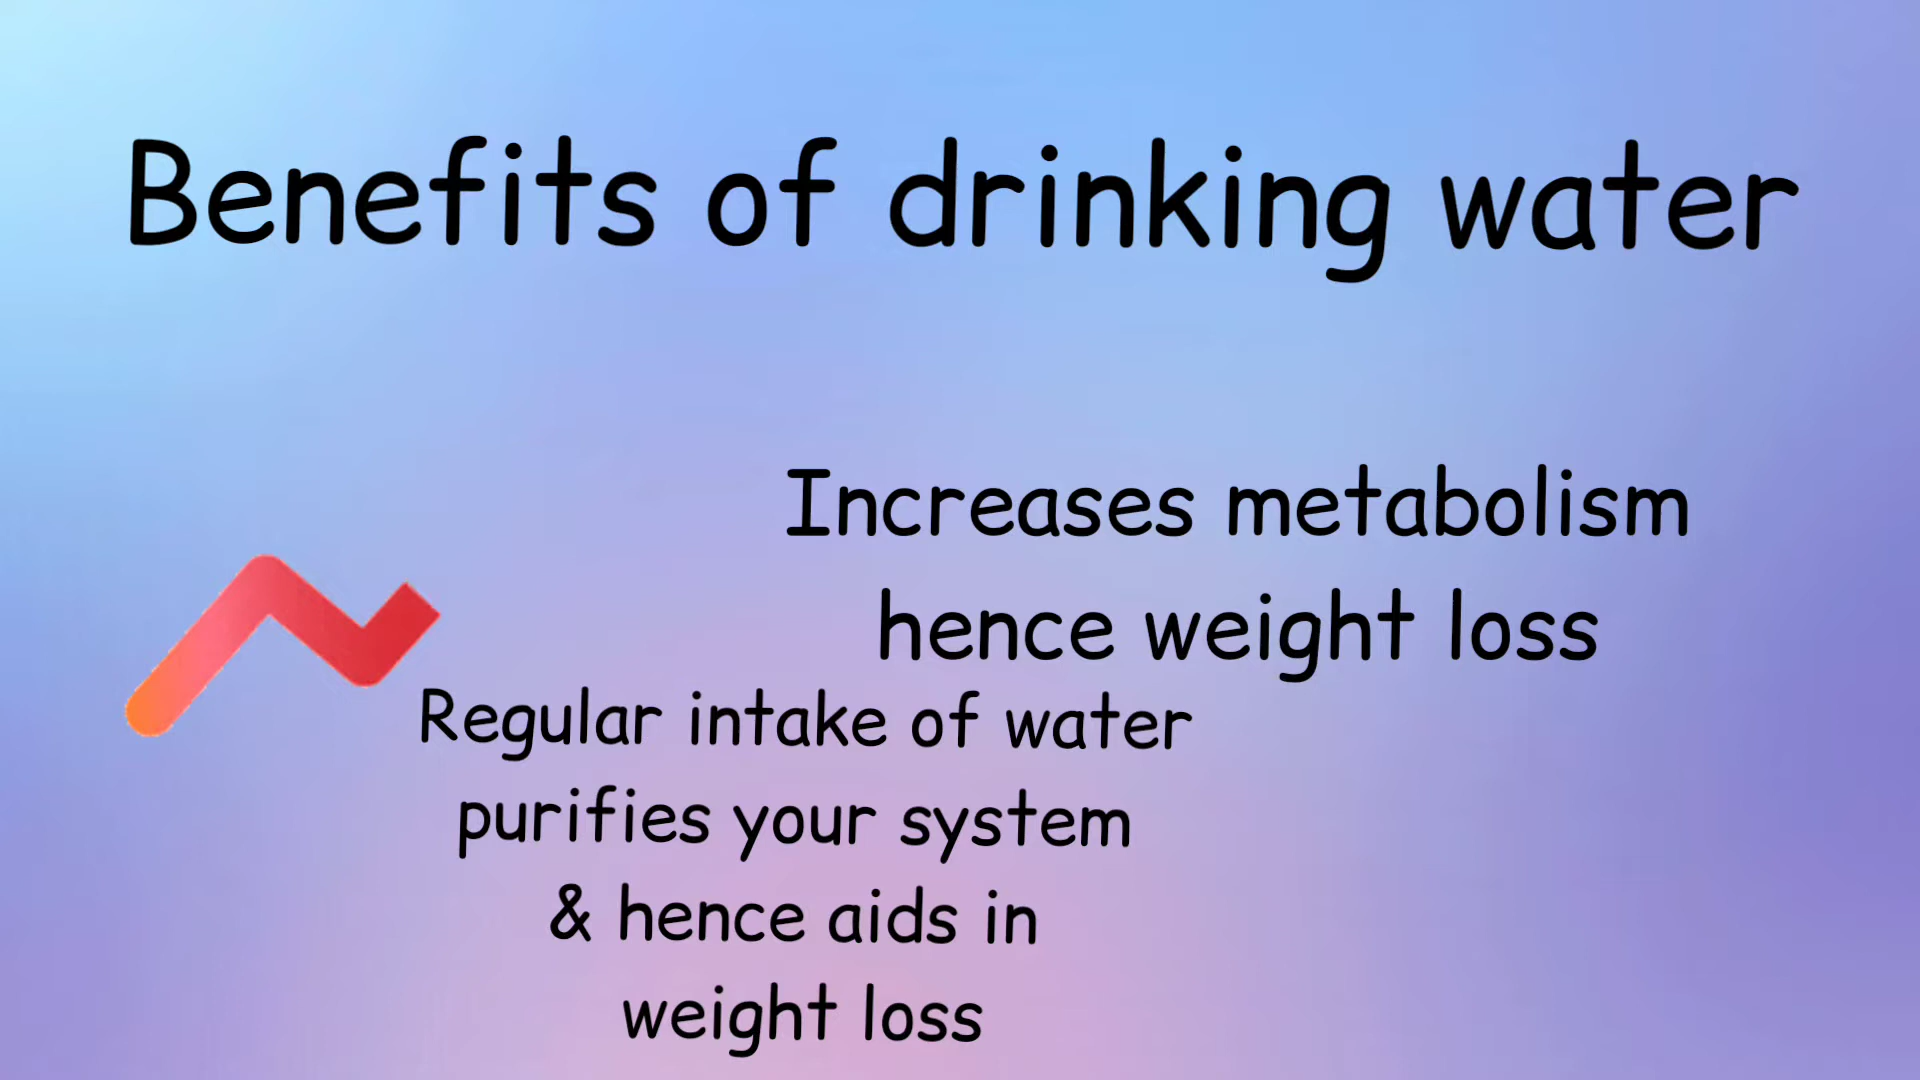 Benefits of drinking water
Increases metabolism
hence weight loss
Regular intake of water
purifies your system
& hence aids in
weight loss